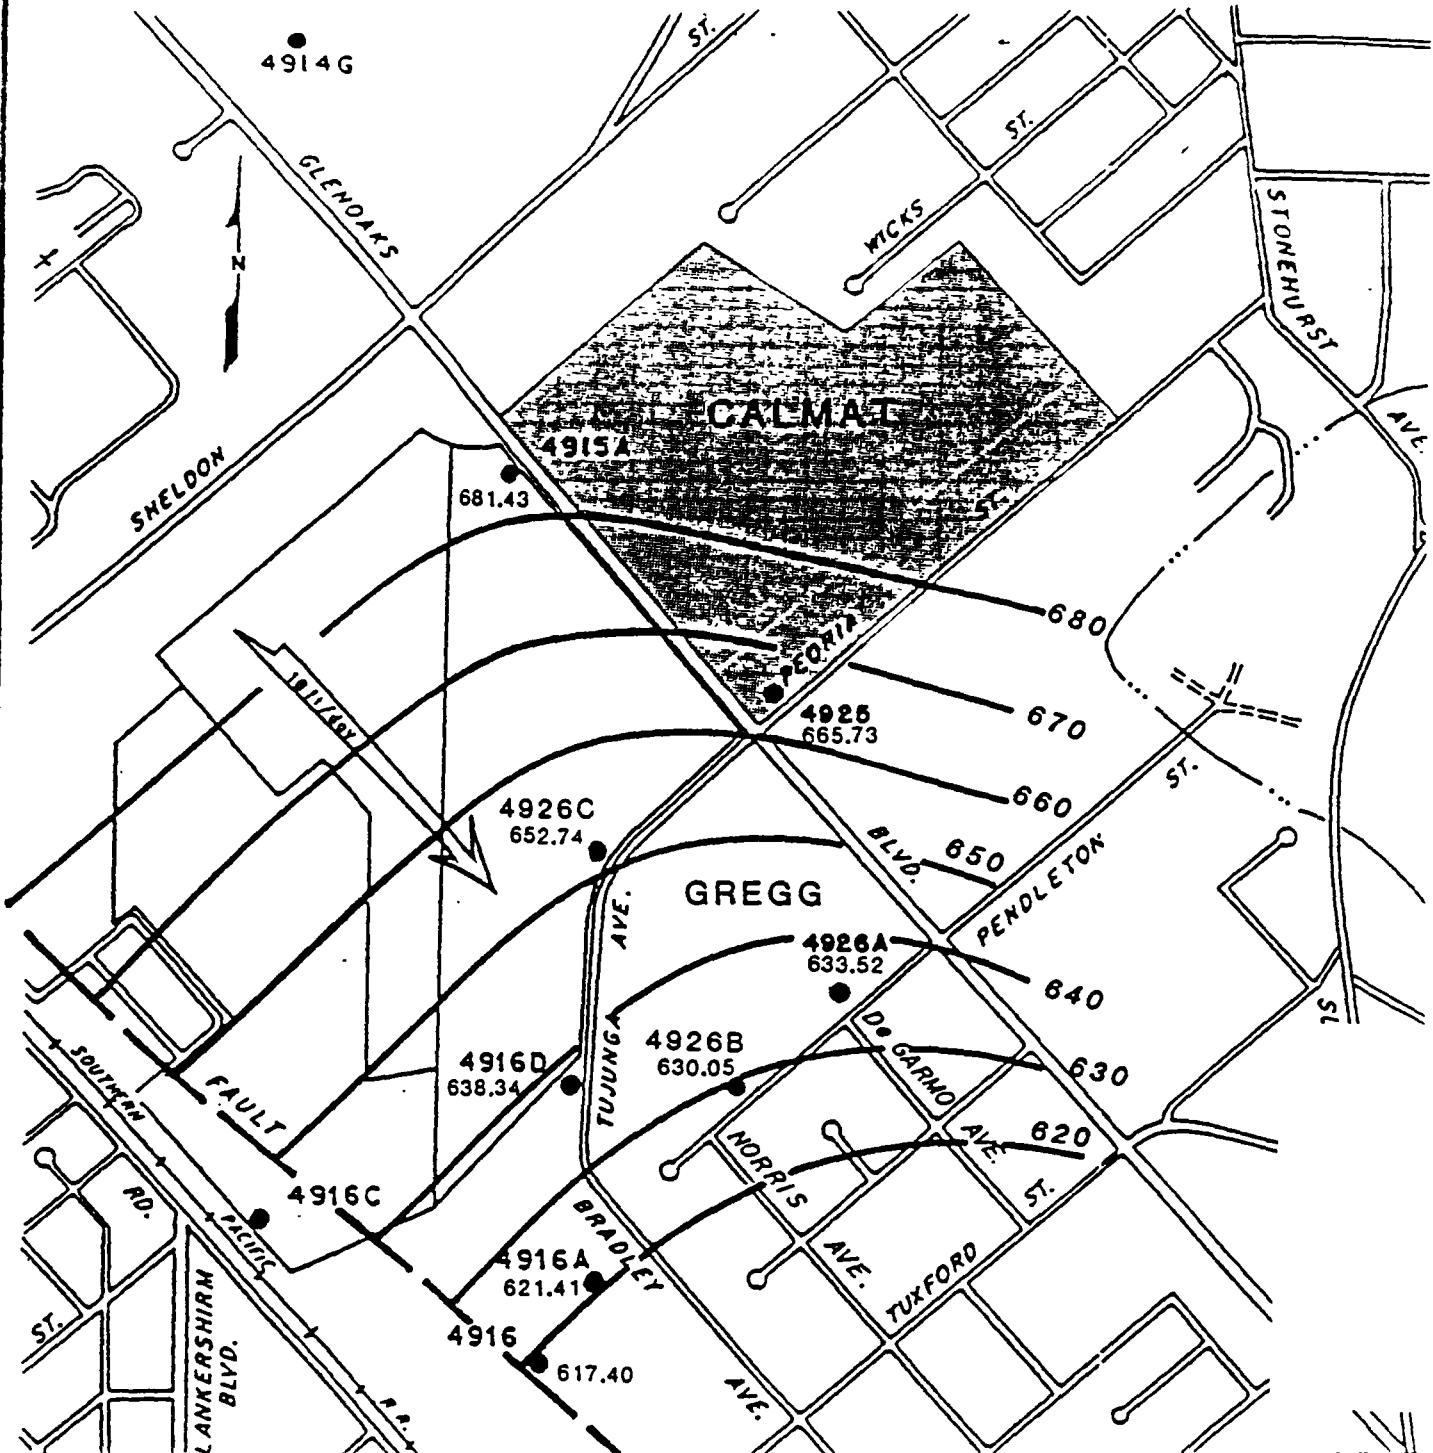 ST.
4914G
ST.
GLENOAKS
WICKS
STONEHURST
AVE.
N
CALMAT
4915A
681.43
SHELDON
ST.
PEORIA
680
670
4925
665.73
660
ST.
4926C
652.74
BLVD.
650
PENDLETON
GREGG
AVE.
4926A
633.52
640
SL
De GARMO
4926B
630.05
630
4916D
638.34
TUJUNGA
SOUTHERN
FAULT
620
AVE.
NORRIS
ST.
4916C
RD.
PACIFIC
BRADLEY
4916A
621.41
AVE.
TUXFORD
ST.
LANKERSHIRM
BLVD.
4916
617.40
AVE.
R.R.